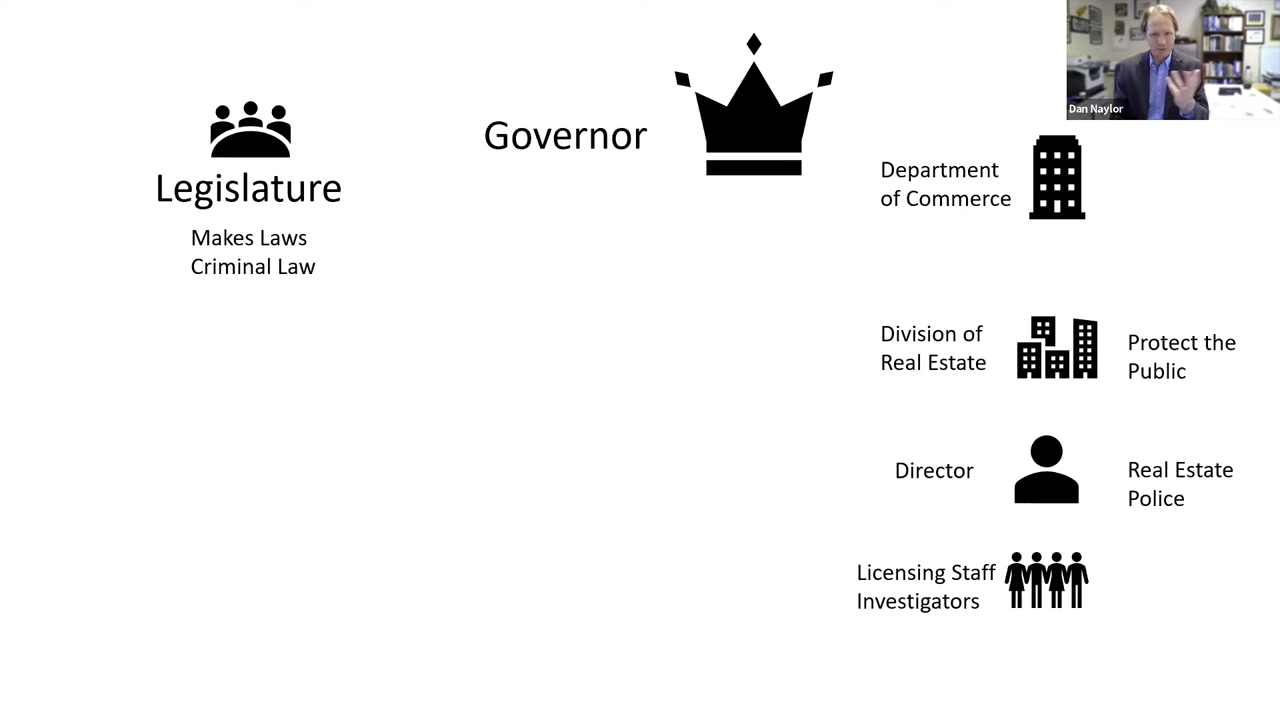 Dan Naylor
Governor
Legislature
Makes Laws
Criminal Law
Department
of Commerce
Division of
Real Estate
Protect the
Public
Director
Real Estate
Police
Licensing Staff
Investigators